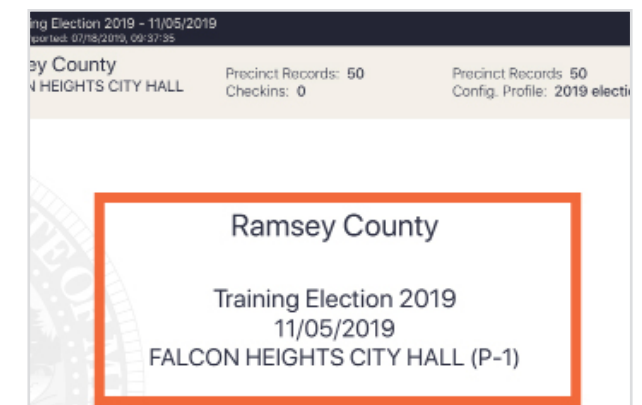 ing Election 2019 - 11/05/2019
ported: 07/18/2019, 09:37:35
ey County
N HEIGHTS CITY HALL
Precinct Records: 50
Checkins: 0
Precinct Records 50
Config. Profile: 2019 electi
Ramsey County
Training Election 2019
11/05/2019
FALCON HEIGHTS CITY HALL (P-1)